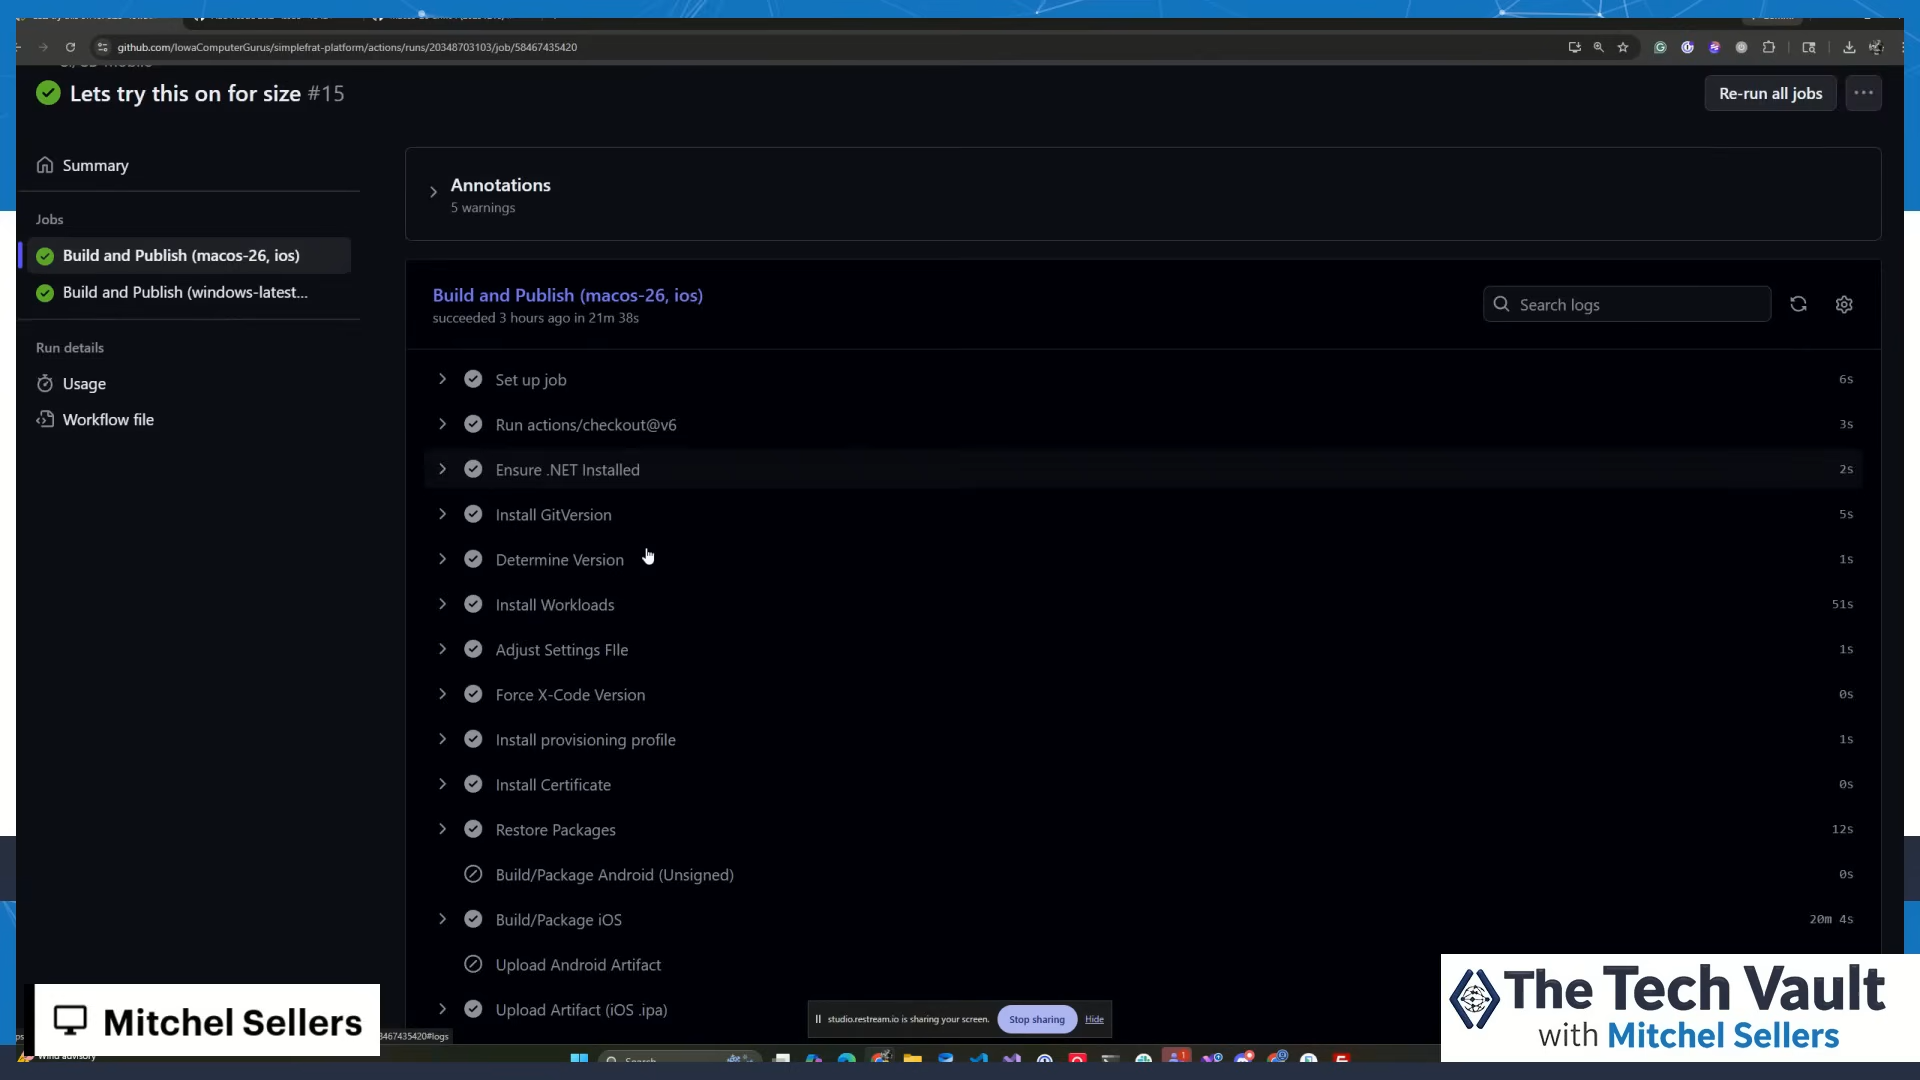 github.com/IowaComputerGurus/simplefrat-platform/actions/runs/20348703103/job/58467435420
Lets try this on for size #15
Re-run all jobs
Summary
Jobs
Build and Publish (macos-26, ios)
Build and Publish (windows-latest...
Run details
Usage
Workflow file
Annotations
5 warnings
Build and Publish (macos-26, ios)
succeeded 3 hours ago in 21m 38s
Search logs
Set up job 6s
Run actions/checkout@v6 3s
Ensure .NET Installed 2s
Install GitVersion 5s
Determine Version 1s
Install Workloads 51s
Adjust Settings FIle 1s
Force X-Code Version 0s
Install provisioning profile 1s
Install Certificate 0s
Restore Packages 12s
Build/Package Android (Unsigned) 0s
Build/Package iOS 20m 4s
Upload Android Artifact
Upload Artifact (iOS .ipa)
studio.restream.io is sharing your screen. Stop sharing Hide
Mitchel Sellers
467435420#logs
Search
The Tech Vault
with Mitchel Sellers